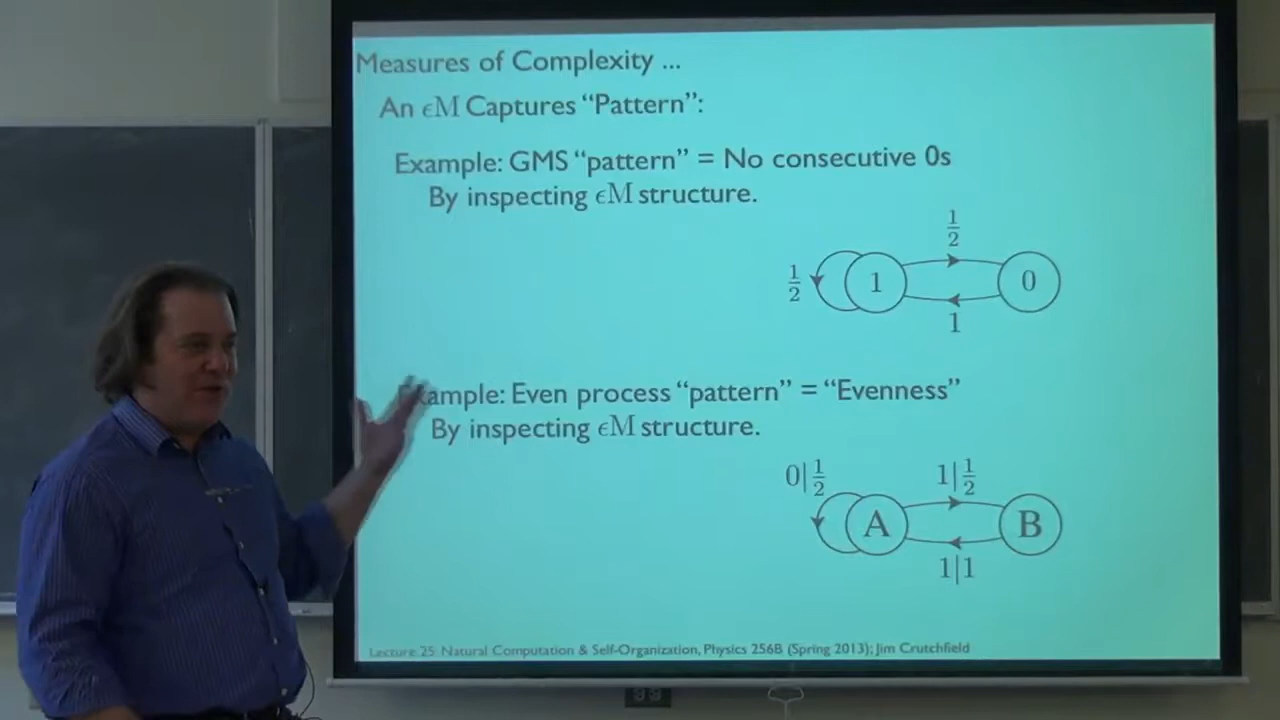 Measures of Complexity ...
An ϵM Captures “Pattern”:
Example: GMS “pattern” = No consecutive 0s
By inspecting ϵM structure.
1/2
1/2 1 0
1
Example: Even process “pattern” = “Evenness”
By inspecting ϵM structure.
0|1/2 1|1/2
A B
1|1
Lecture 25: Natural Computation & Self-Organization, Physics 256B (Spring 2013); Jim Crutchfield